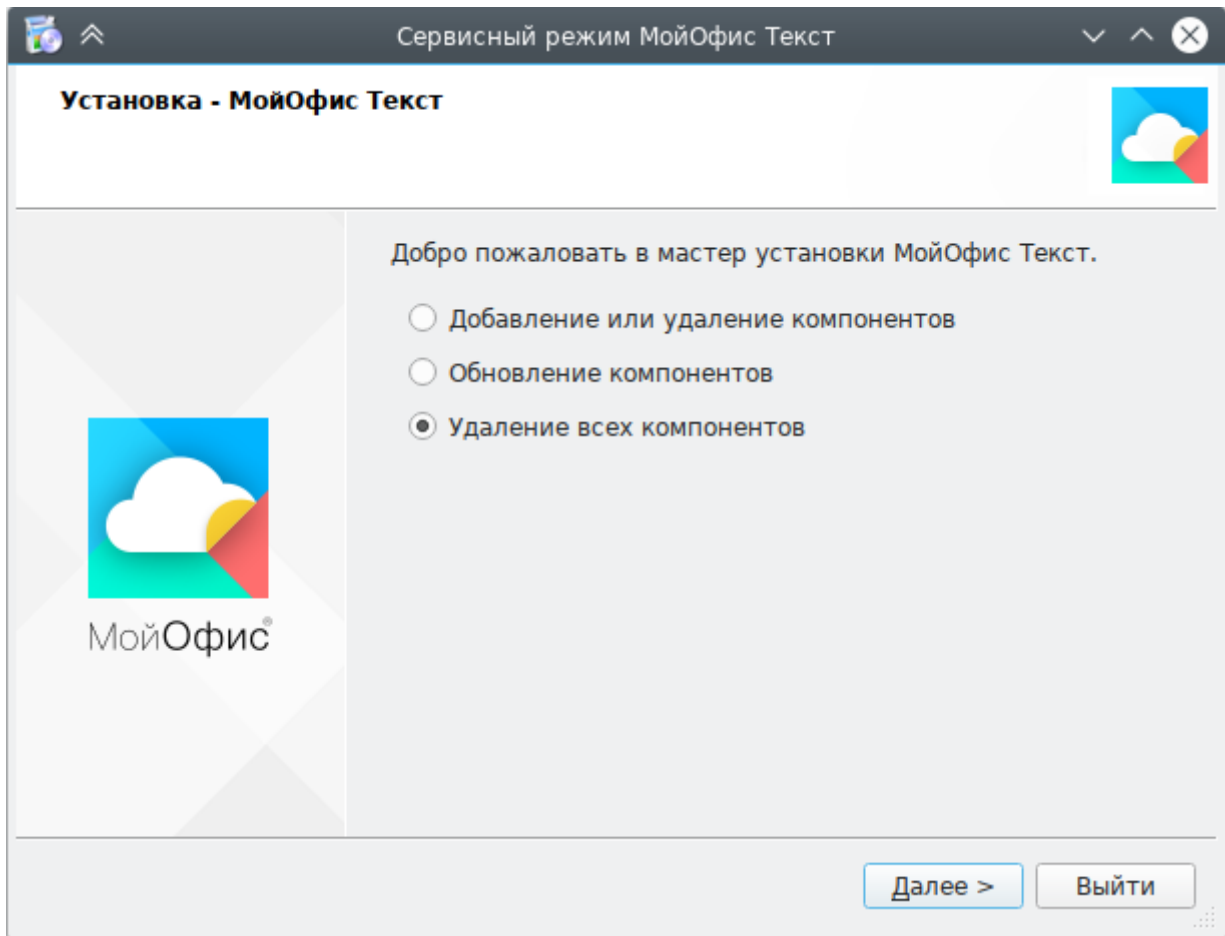 Сервисный режим МойОфис Текст
Установка - МойОфис Текст
Добро пожаловать в мастер установки МойОфис Текст.
Добавление или удаление компонентов
Обновление компонентов
Удаление всех компонентов
МойОфис®
Далее >
Выйти